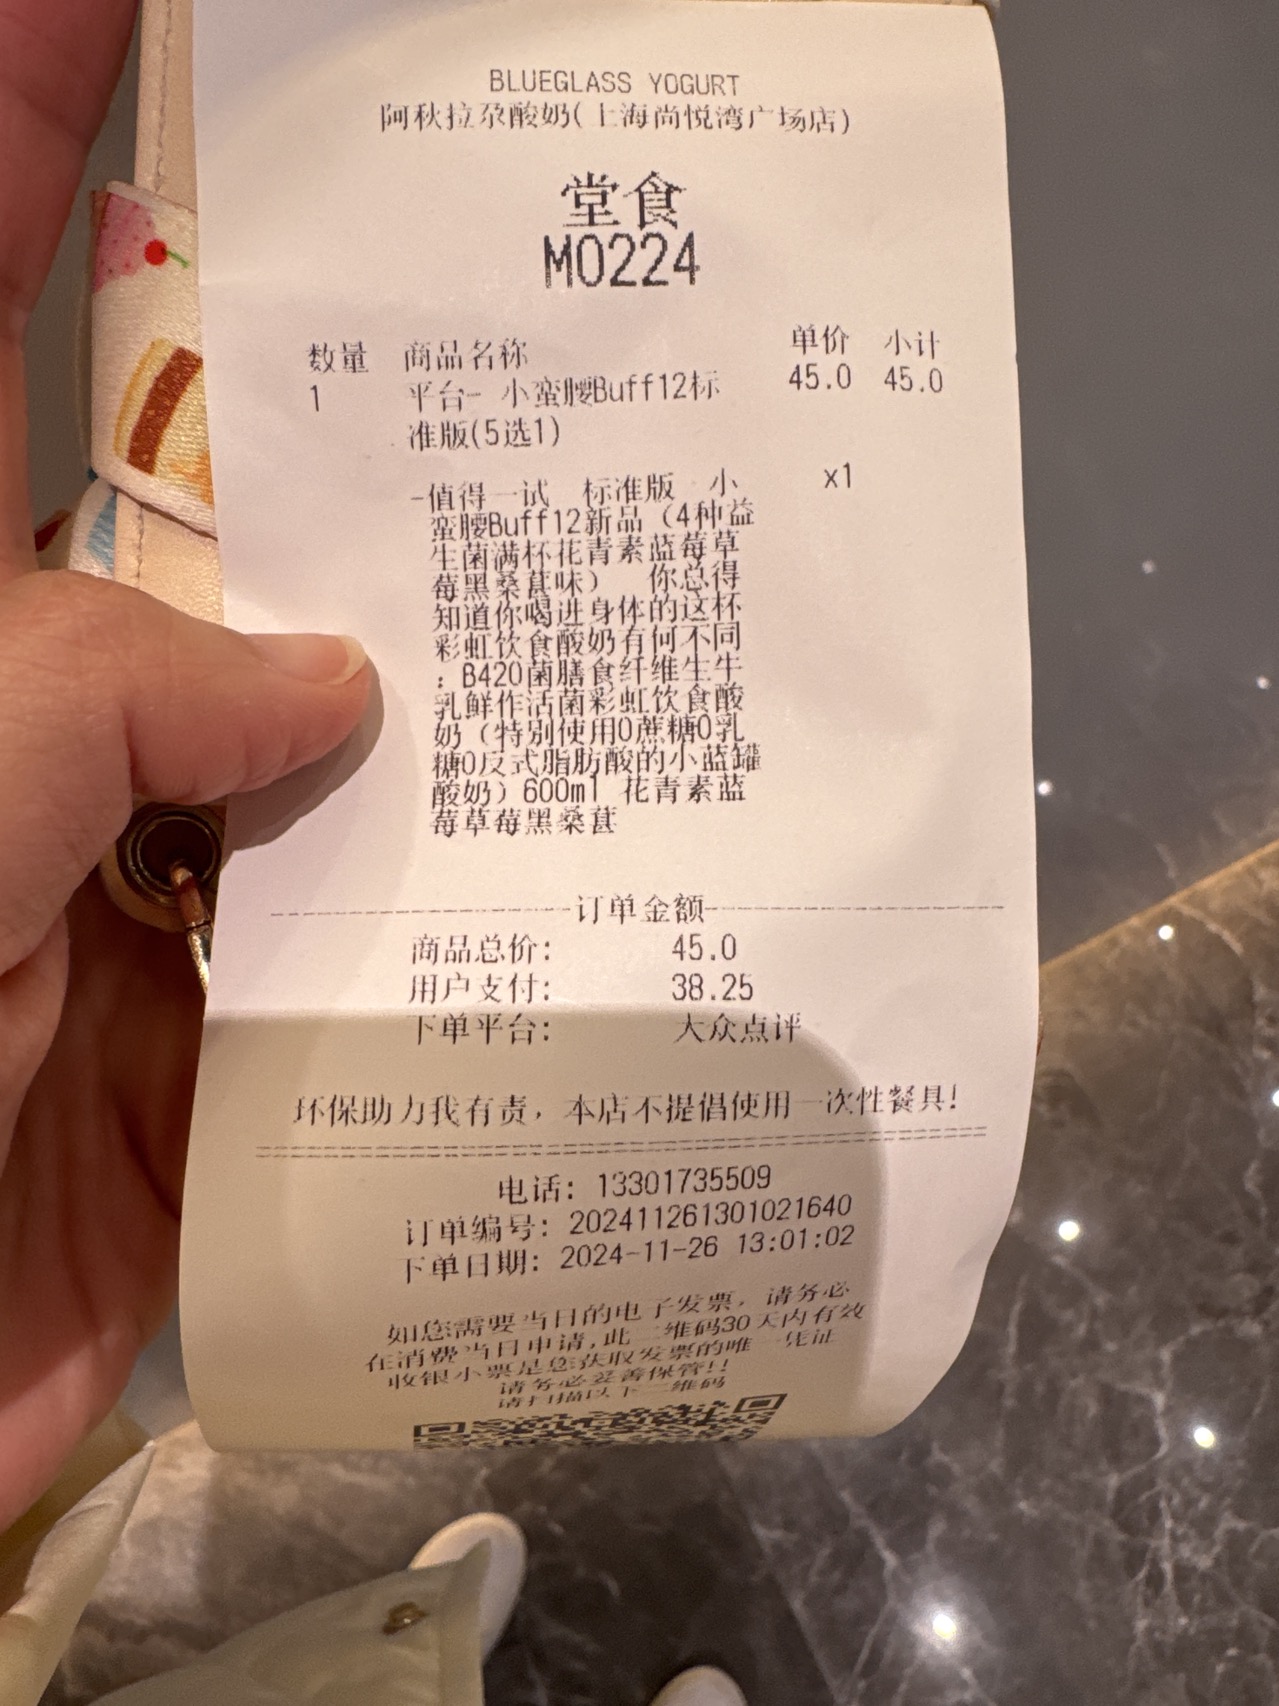 BLUEGLASS YOGURT
阿秋拉尕酸奶(上海尚悦湾广场店)
堂食
M0224
数量 商品名称 单价 小计
1 平台- 小蛮腰Buff12标 45.0 45.0
准版(5选1)
-值得一试 标准版 小 x1
蛮腰Buff12新品（4种益
生菌满杯花青素蓝莓草
莓黑桑葚味） 你总得
知道你喝进身体的这杯
彩虹饮食酸奶有何不同
：B420菌膳食纤维生牛
乳鲜作活菌彩虹饮食酸
奶（特别使用0蔗糖0乳
糖0反式脂肪酸的小蓝罐
酸奶）600ml 花青素蓝
莓草莓黑桑葚
订单金额
商品总价: 45.0
用户支付: 38.25
下单平台: 大众点评
环保助力我有责，本店不提倡使用一次性餐具!
电话: 13301735509
订单编号: 202411261301021640
下单日期: 2024-11-26 13:01:02
如您需要当日的电子发票，请务必
在消费当日申请,此二维码30天内有效
收银小票是您获取发票的唯一凭证
请务必妥善保管!!
请扫描以下二维码